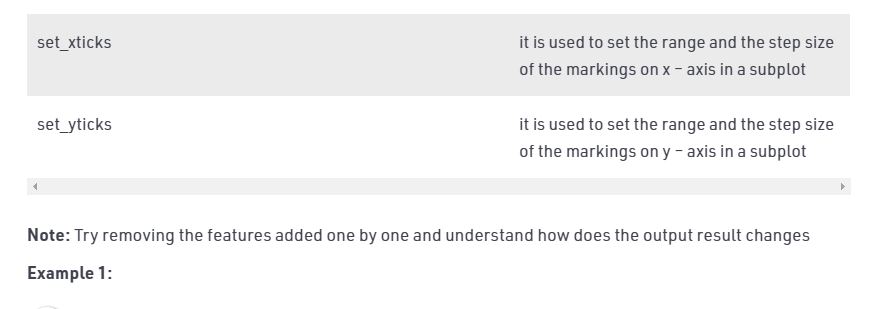 set_xticks
it is used to set the range and the step size
of the markings on x – axis in a subplot
set_yticks
it is used to set the range and the step size
of the markings on y – axis in a subplot
Note: Try removing the features added one by one and understand how does the output result changes
Example 1: